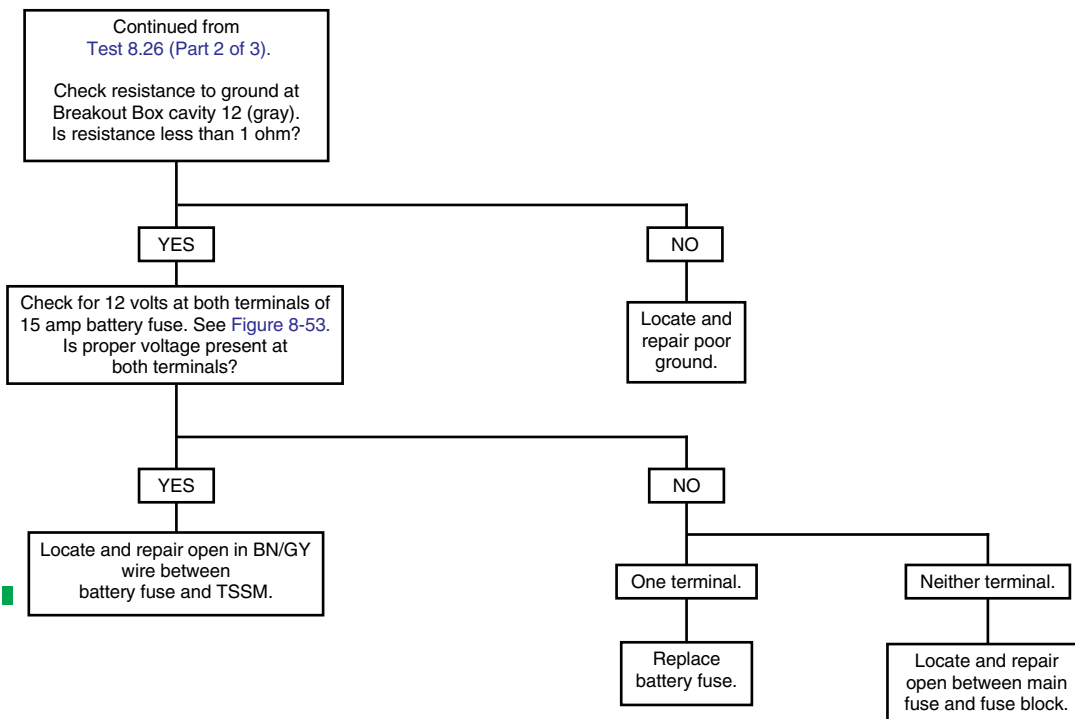 Continued from
Test 8.26 (Part 2 of 3).
Check resistance to ground at
Breakout Box cavity 12 (gray).
Is resistance less than 1 ohm?
YES
NO
Check for 12 volts at both terminals of
15 amp battery fuse. See Figure 8-53.
Is proper voltage present at
both terminals?
Locate and
repair poor
ground.
YES
NO
Locate and repair open in BN/GY
wire between
battery fuse and TSSM.
One terminal.
Neither terminal.
Replace
battery fuse.
Locate and repair
open between main
fuse and fuse block.